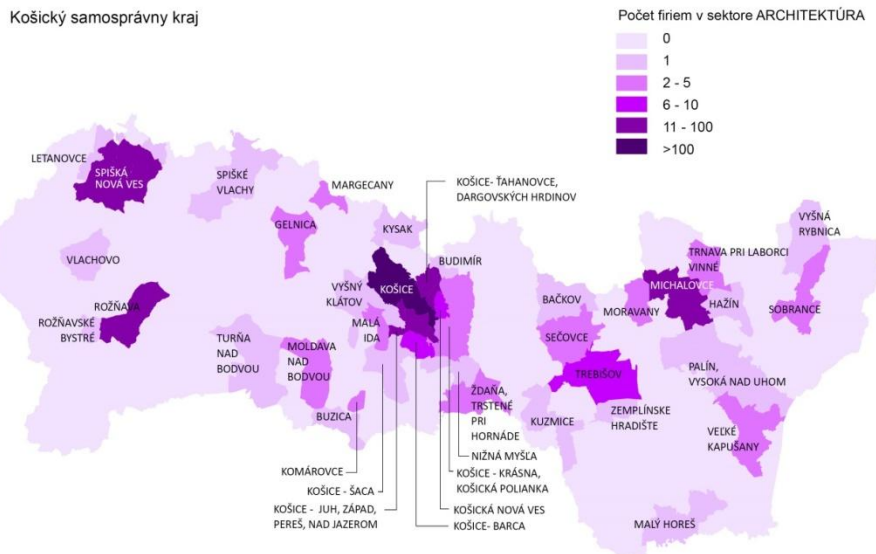 Košický samosprávny kraj
Počet firiem v sektore ARCHITEKTÚRA
0
1
2 - 5
6 - 10
11 - 100
>100
LETANOVCE
SPIŠKÁ
NOVÁ VES
SPIŠKÉ
VLACHY
MARGECANY
KOŠICE- ŤAHANOVCE,
DARGOVSKÝCH HRDINOV
GELNICA
KYSAK
BUDIMÍR
VYŠNÁ
RYBNICA
VLACHOVO
TRNAVA PRI LABORCI
VINNÉ
VYŠNÝ
KLÁTOV
KOŠICE
MICHALOVCE
ROŽŇAVA
BAČKOV
MORAVANY
HAŽÍN
SOBRANCE
ROŽŇAVSKÉ
BYSTRÉ
MALÁ
IDA
TURŇA
NAD
BODVOU
MOLDAVA
NAD
BODVOU
SEČOVCE
TREBIŠOV
PALÍN,
VYSOKÁ NAD UHOM
BUZICA
ŽDAŇA,
TRSTENÉ
PRI
HORNÁDE
KUZMICE
ZEMPLÍNSKE
HRADIŠTE
VEĽKÉ
KAPUŠANY
NIŽNÁ MYŠĽA
KOMÁROVCE
KOŠICE - KRÁSNA,
KOŠICKÁ POLIANKA
KOŠICE - ŠACA
KOŠICE - JUH, ZÁPAD,
PEREŠ, NAD JAZEROM
KOŠICKÁ NOVÁ VES
KOŠICE- BARCA
MALÝ HOREŠ